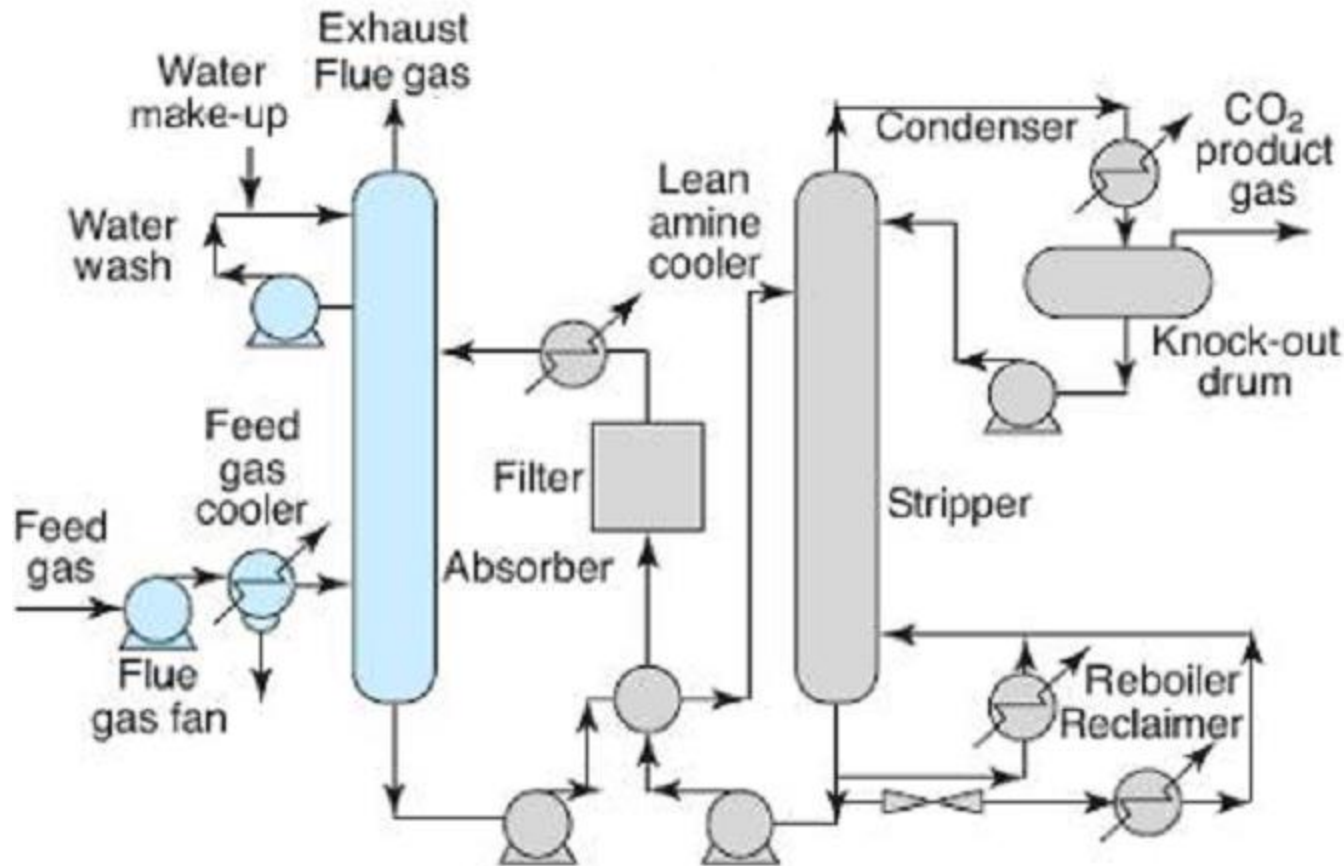 Exhaust
Flue gas
Water
make-up
Water
wash
Feed
gas
cooler
Feed
gas
Flue
gas fan
Absorber
Filter
Lean
amine
cooler
Condenser
CO₂
product
gas
Knock-out
drum
Stripper
Reboiler
Reclaimer